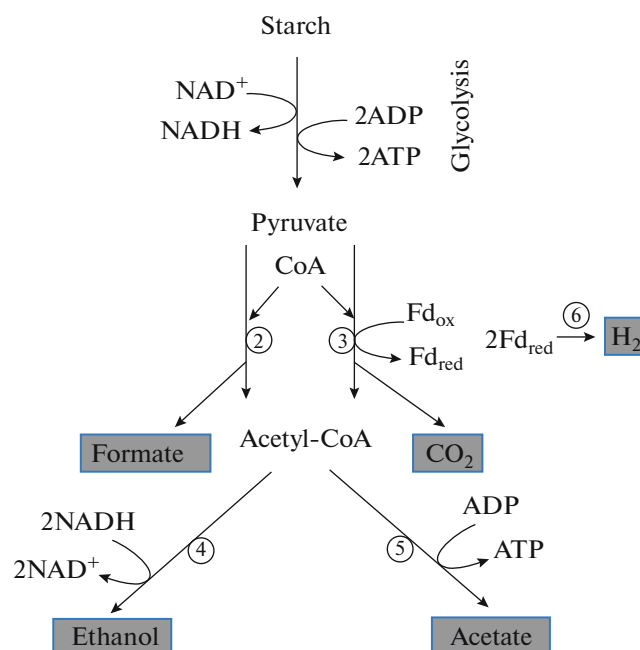 Starch
NAD⁺
NADH
2ADP
2ATP
Glycolysis
Pyruvate
CoA
2
3
Fdox
Fdred
2Fdred
6
H₂
Formate
Acetyl-CoA
CO₂
2NADH
2NAD⁺
4
5
ADP
ATP
Ethanol
Acetate